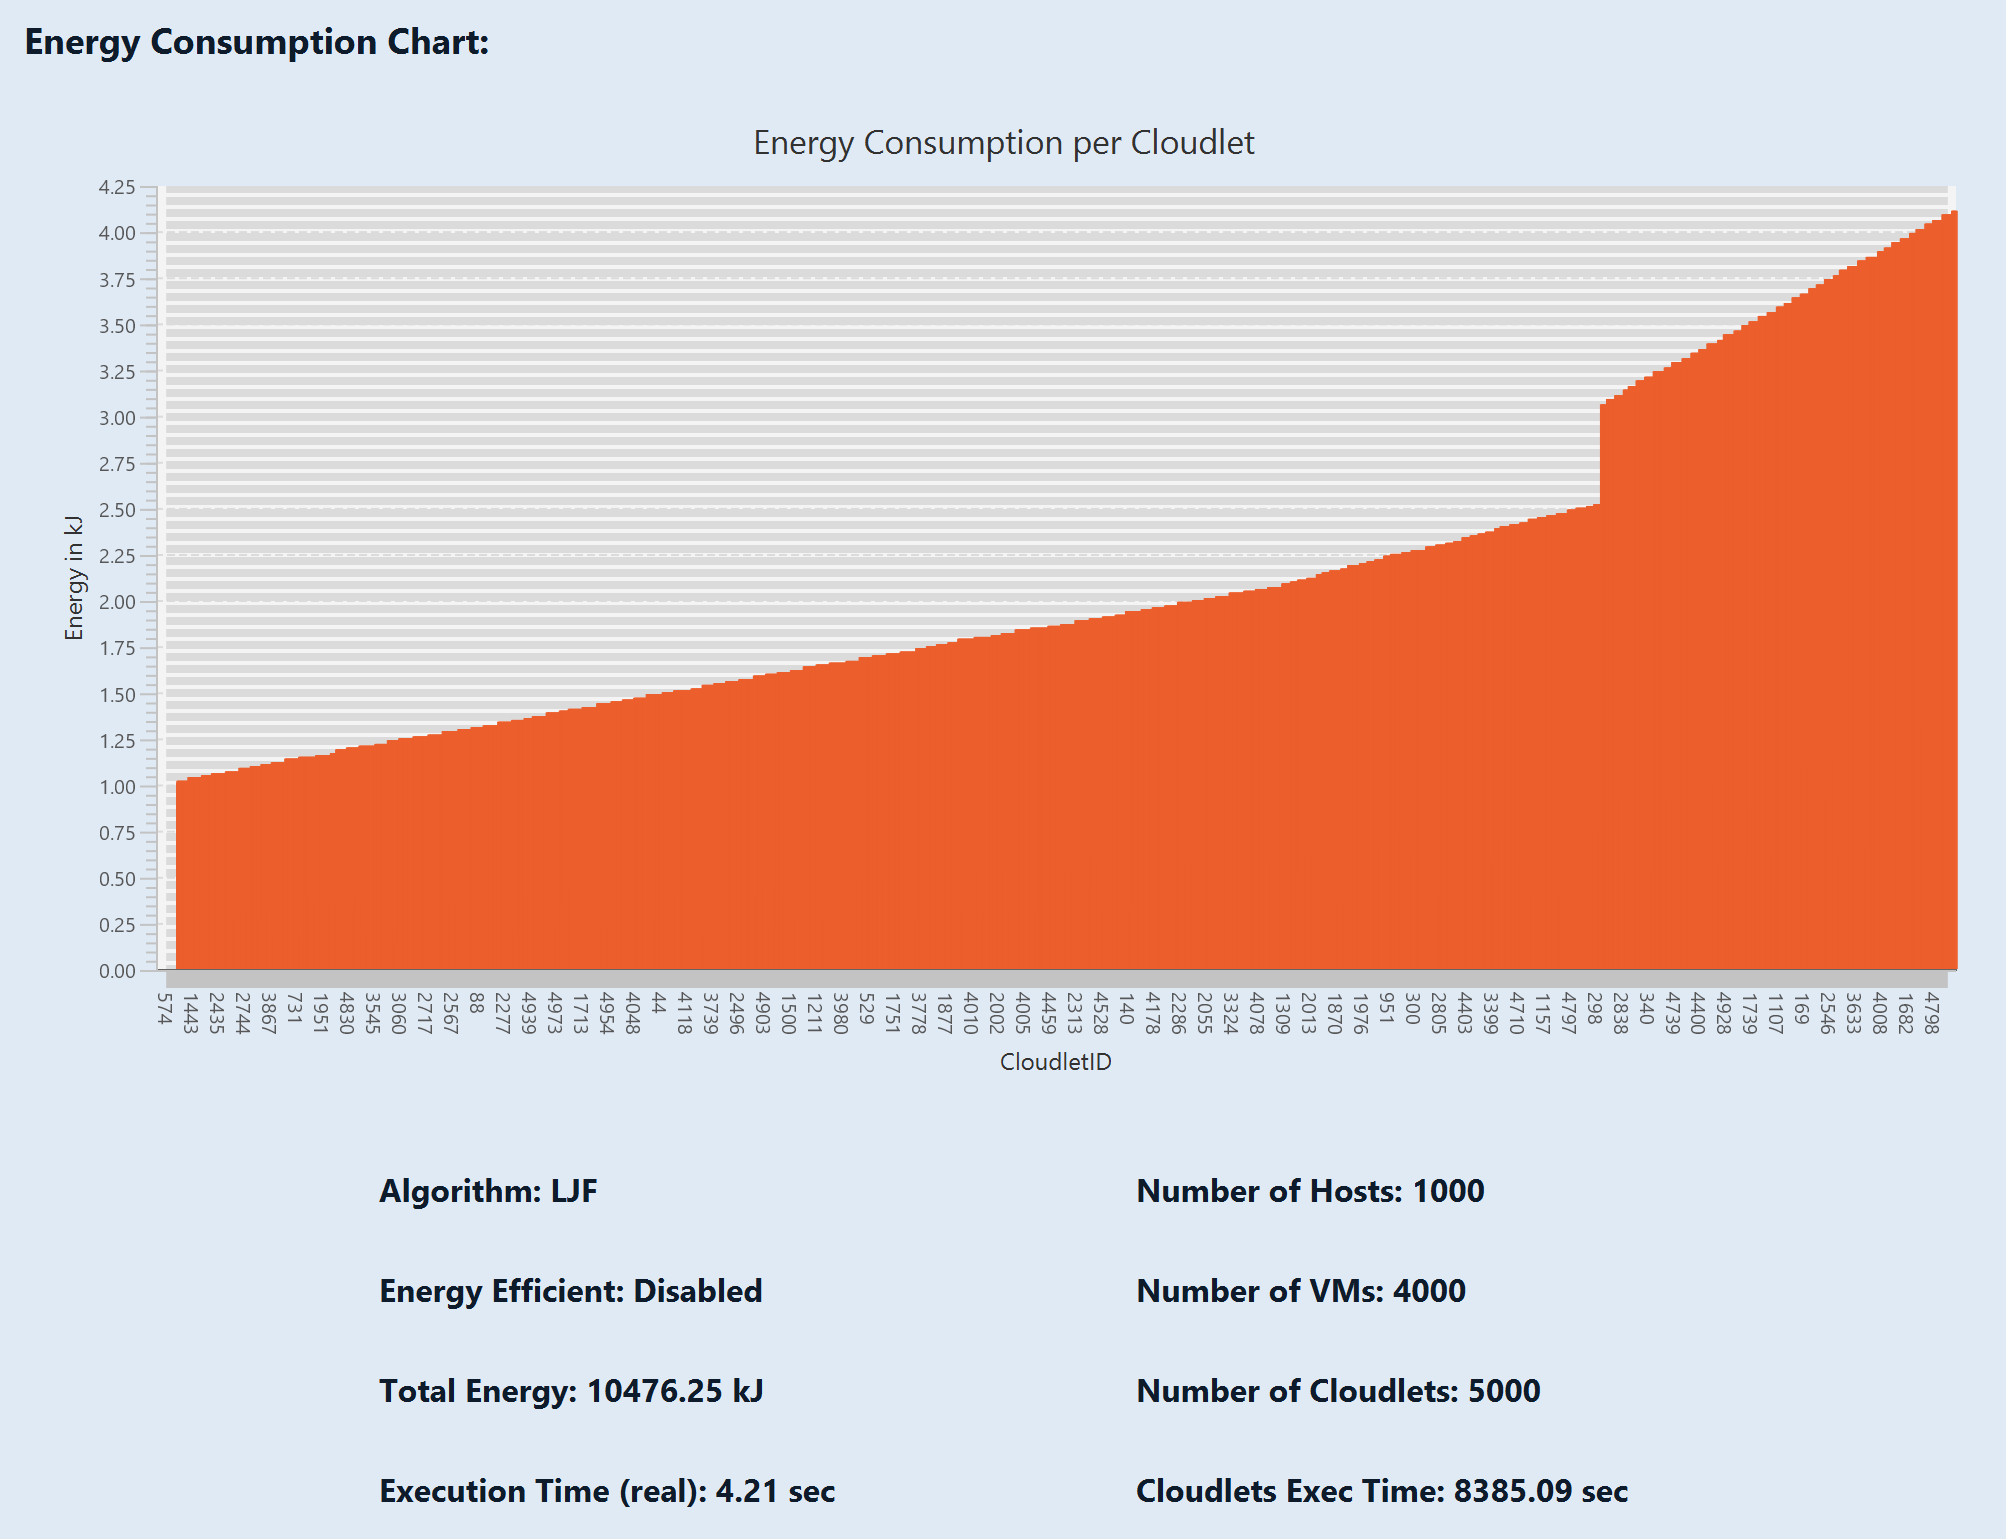 Energy Consumption Chart:
Energy Consumption per Cloudlet
4.25
4.00
3.75
3.50
3.25
3.00
2.75
2.50
2.25
2.00
1.75
1.50
1.25
1.00
0.75
0.50
0.25
0.00
Energy in kJ
574 1443 2435 2744 3867 731 1951 4830 3545 3060 2717 2567 88 2277 4939 4973 1713 4954 4048 44 4118 3739 2496 4903 1500 1211 3980 529 1751 3778 1877 4010 2002 4005 4459 2313 4528 140 4178 2286 2055 3324 4078 1309 2013 1870 1976 951 300 2805 4403 3399 4710 1157 4797 298 2838 340 4739 4400 4928 1739 1107 169 2546 3633 4008 1682 4798
CloudletID
Algorithm: LJF
Number of Hosts: 1000
Energy Efficient: Disabled
Number of VMs: 4000
Total Energy: 10476.25 kJ
Number of Cloudlets: 5000
Execution Time (real): 4.21 sec
Cloudlets Exec Time: 8385.09 sec